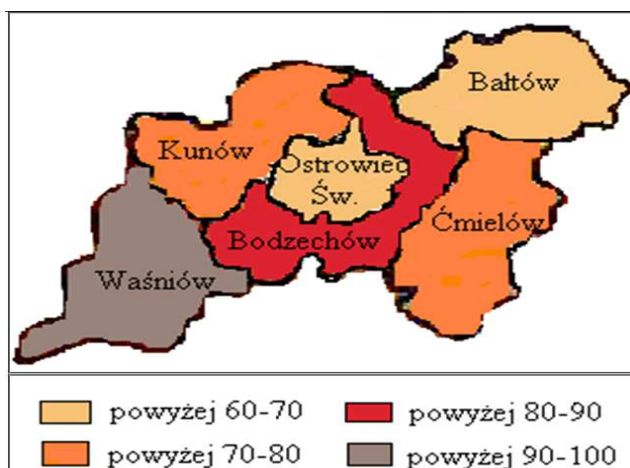 Bałtów
Kunów
Ostrowiec
Św.
Ćmielów
Bodzechów
Waśniów
powyżej 60-70
powyżej 80-90
powyżej 70-80
powyżej 90-100